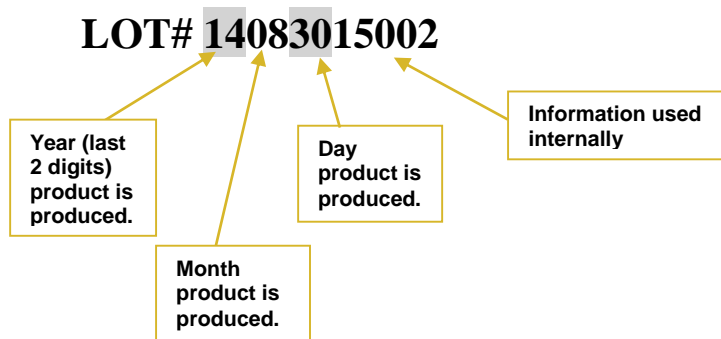 LOT# 14083015002
Year (last
2 digits)
product is
produced.
Month
product is
produced.
Day
product is
produced.
Information used
internally